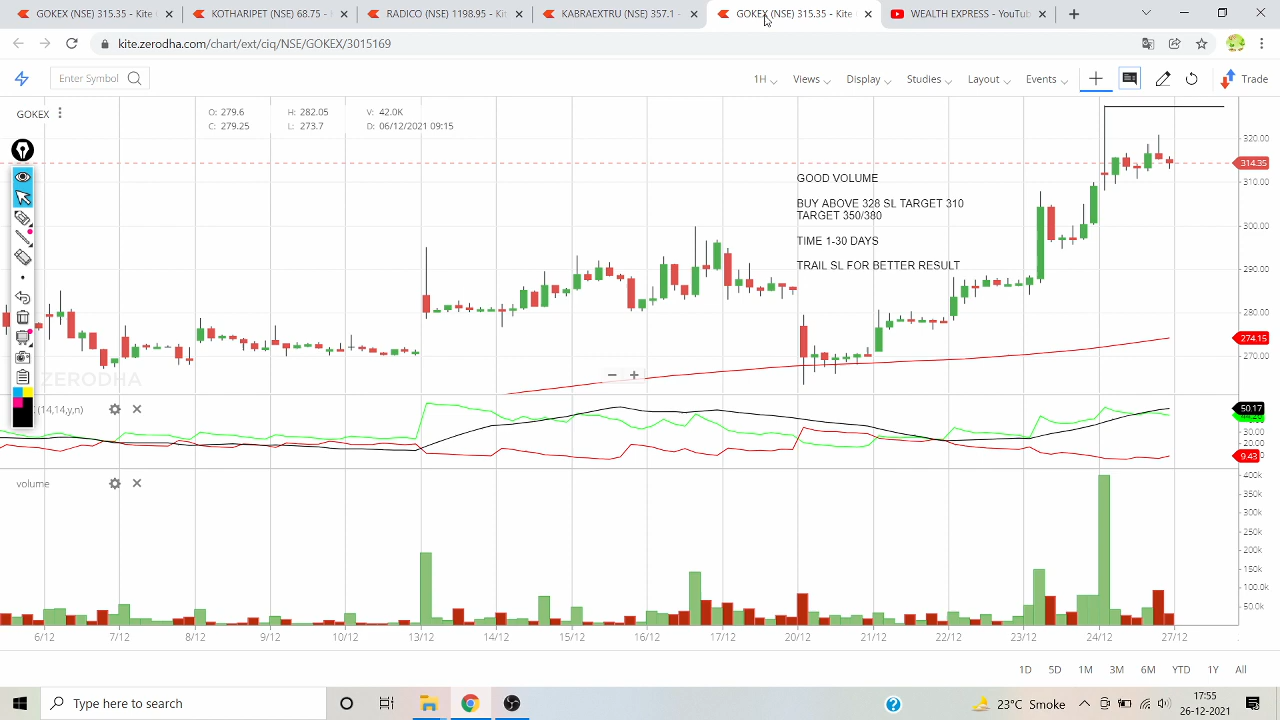 GOKEX (NSE) 315.35 - Kite
KOTHARIPET (NSE) 68.75 -
RADICO (NSE) 1198.95 - Kit
KABRAEXTRU (NSE) 357.1 -
GOKEX (NSE) 315.35 - Kite
WEALTH EXPRESS - YouTub
kite.zerodha.com/chart/ext/ciq/NSE/GOKEX/3015169
Enter Symbol
1H
Views
Display
Studies
Layout
Events
Trade
GOKEX
O: 279.6
H: 282.05
V: 42.0K
C: 279.25
L: 273.7
D: 06/12/2021 09:15
320.00
314.35
310.00
300.00
290.00
280.00
274.15
270.00
GOOD VOLUME
BUY ABOVE 328 SL TARGET 310
TARGET 350/380
TIME 1-30 DAYS
TRAIL SL FOR BETTER RESULT
ZERODHA
(14,14,y,n)
50.17
30.00
20.00
9.43
volume
400k
350k
300k
250k
200k
150k
100.0k
50.0k
6/12
7/12
8/12
9/12
10/12
13/12
14/12
15/12
16/12
17/12
20/12
21/12
22/12
23/12
24/12
27/12
1D
5D
1M
3M
6M
YTD
1Y
All
Type here to search
23°C Smoke
17:55
26-12-2021